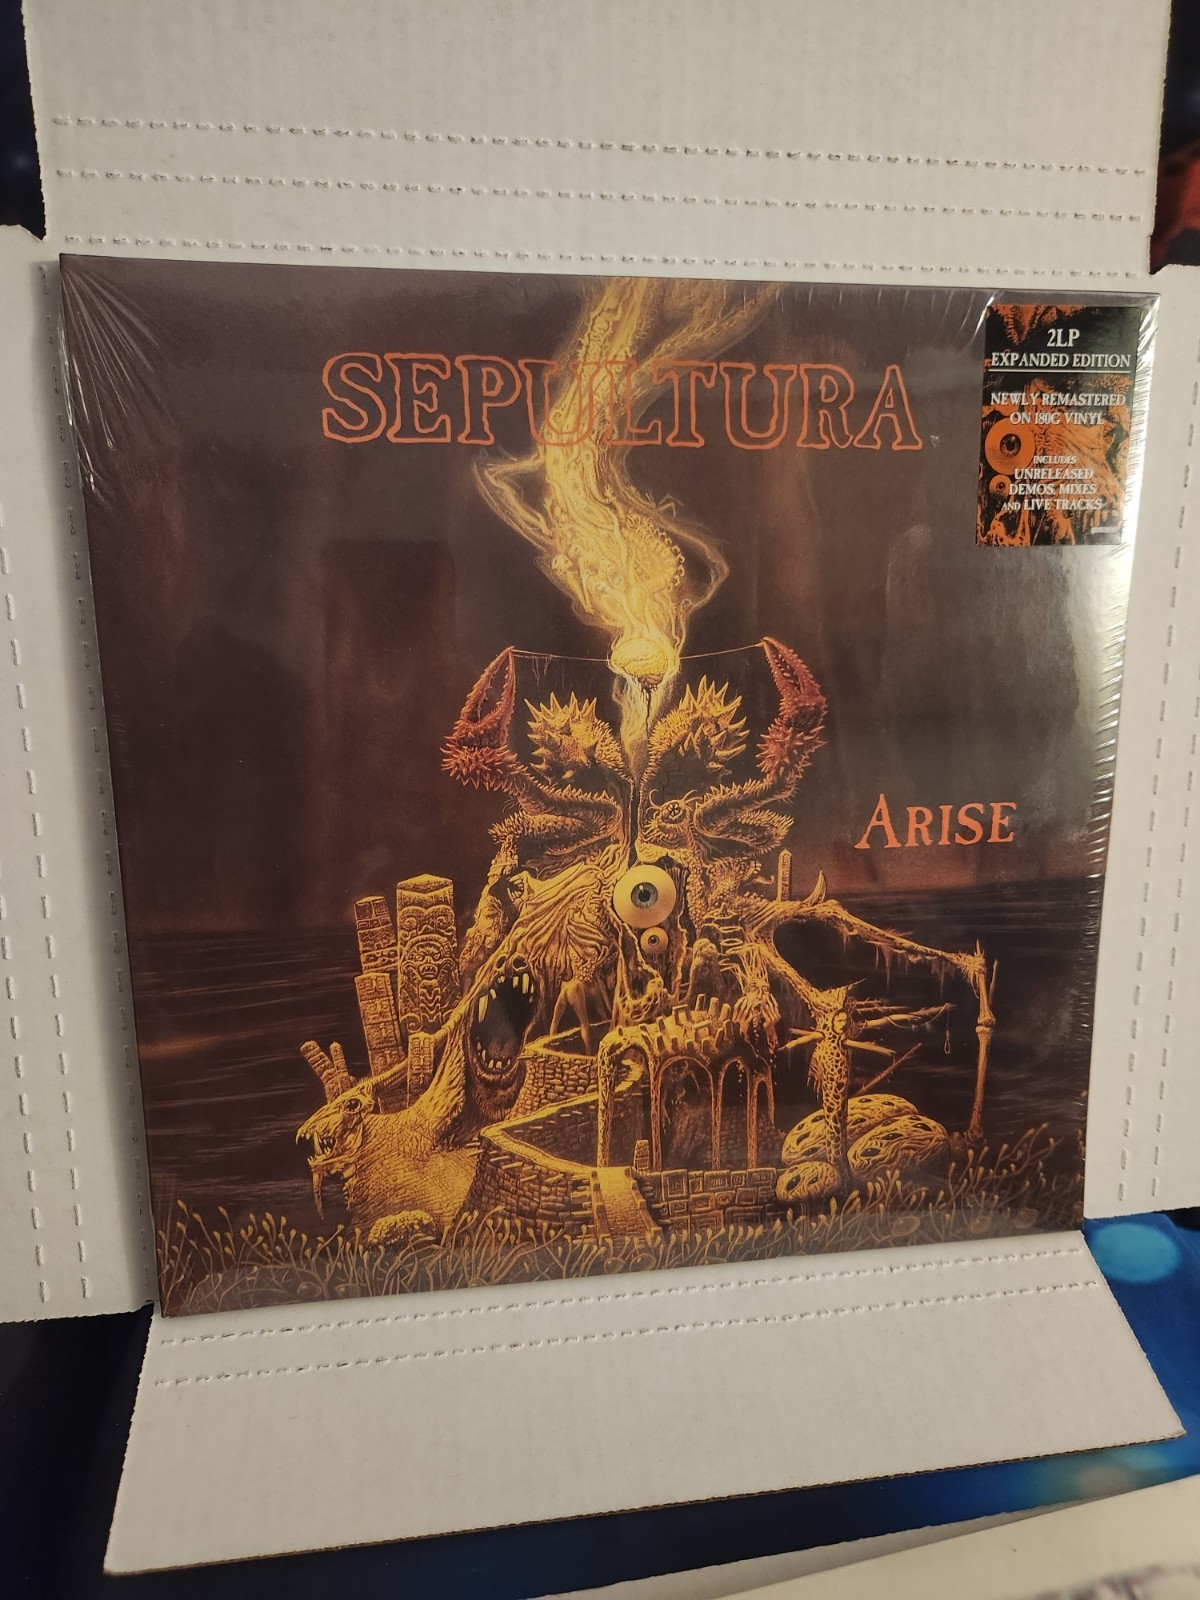 SEPULTURA
2LP
EXPANDED EDITION
NEWLY REMASTERED
ON 180G VINYL
INCLUDES
UNRELEASED
DEMOS, MIXES
AND LIVE TRACKS
ARISE